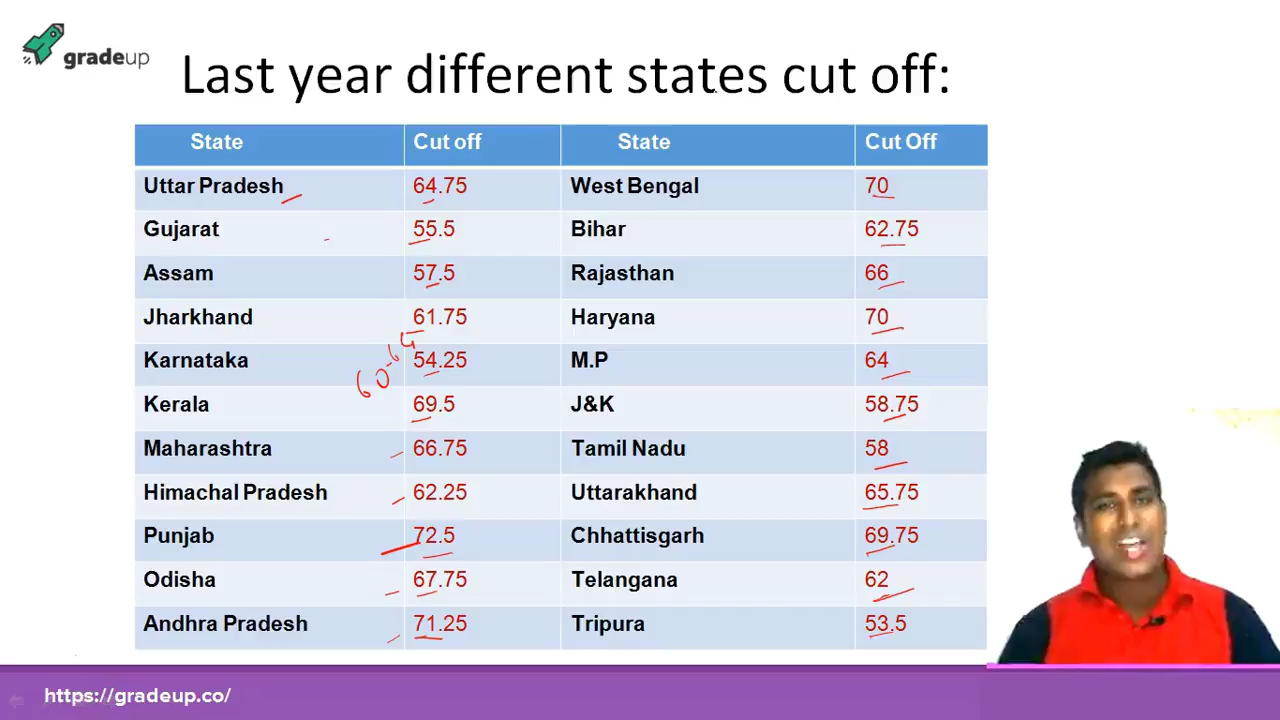 gradeup
Last year different states cut off:
State Cut off State Cut Off
Uttar Pradesh 64.75 West Bengal 70
Gujarat 55.5 Bihar 62.75
Assam 57.5 Rajasthan 66
Jharkhand 61.75 Haryana 70
60-65
Karnataka 54.25 M.P 64
Kerala 69.5 J&K 58.75
Maharashtra 66.75 Tamil Nadu 58
Himachal Pradesh 62.25 Uttarakhand 65.75
Punjab 72.5 Chhattisgarh 69.75
Odisha 67.75 Telangana 62
Andhra Pradesh 71.25 Tripura 53.5
https://gradeup.co/